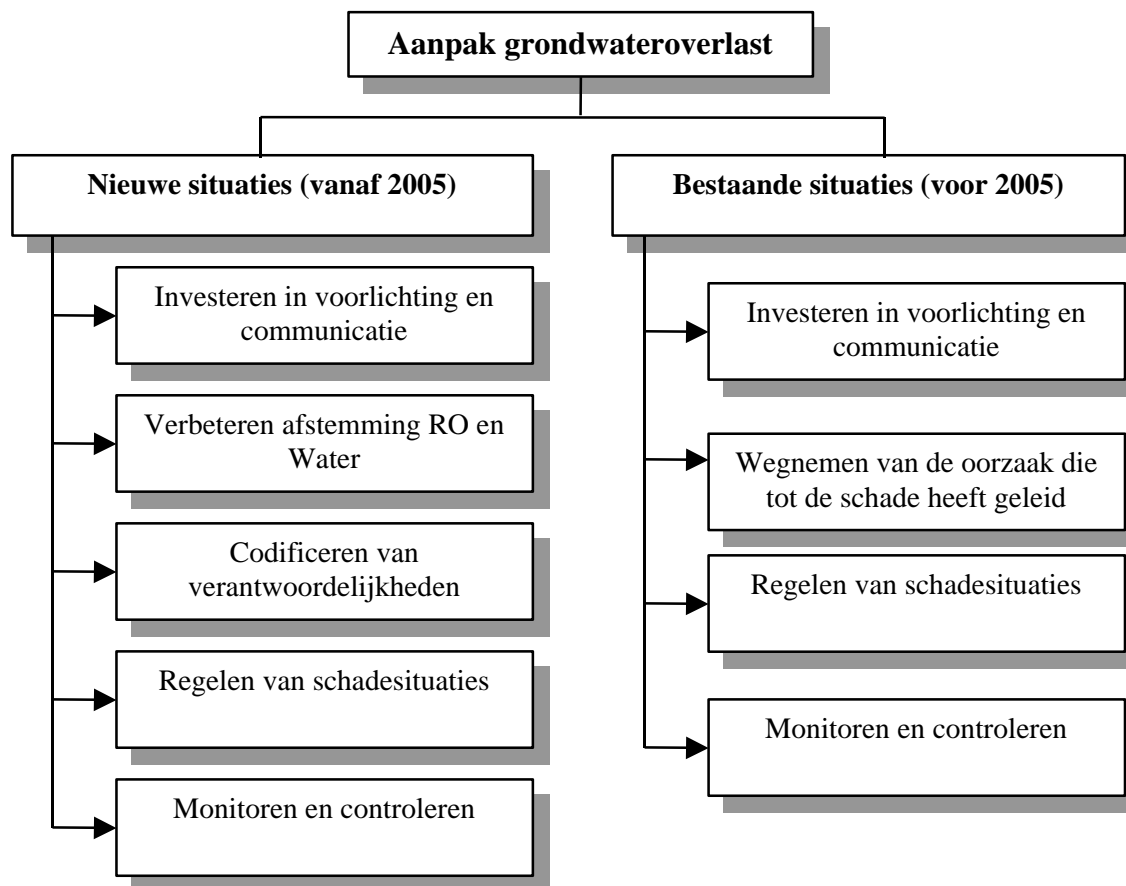 Aanpak grondwateroverlast
Nieuwe situaties (vanaf 2005)
Investeren in voorlichting en
communicatie
Verbeteren afstemming RO en
Water
Codificeren van
verantwoordelijkheden
Regelen van schadesituaties
Monitoren en controleren
Bestaande situaties (voor 2005)
Investeren in voorlichting en
communicatie
Wegnemen van de oorzaak die
tot de schade heeft geleid
Regelen van schadesituaties
Monitoren en controleren